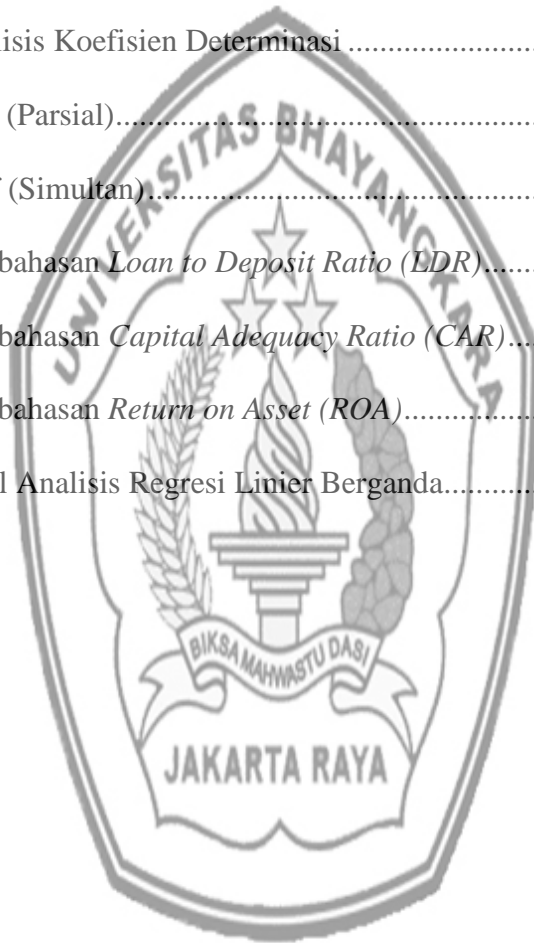 lisis Koefisien Determinasi ..............................
(Parsial)..................................................................
f (Simultan)..............................................................
bahasan Loan to Deposit Ratio (LDR)........
bahasan Capital Adequacy Ratio (CAR)....
bahasan Return on Asset (ROA)....................
l Analisis Regresi Linier Berganda.............
UNIVERSITAS BHAYANGKARA
BIKSA MAHWASTU DASI
JAKARTA RAYA